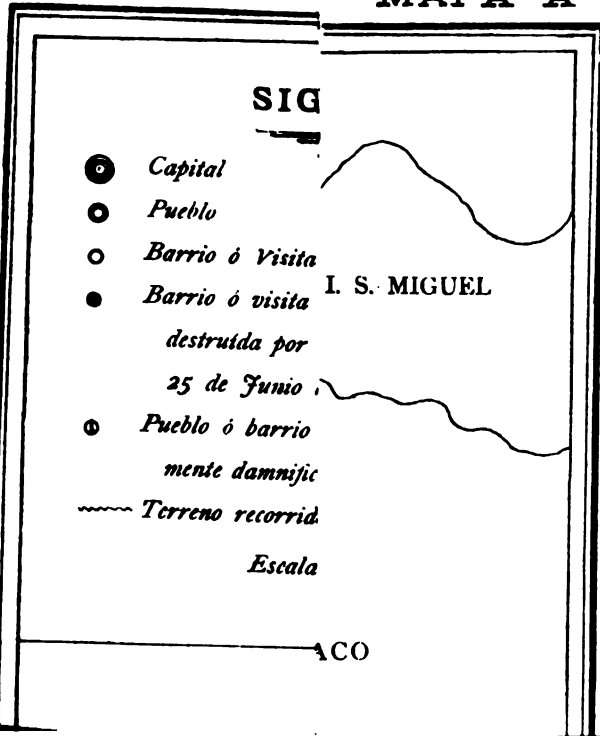 SIG
Capital
Pueblo
Barrio ó Visita
Barrio ó visita
destruída por
25 de Junio
Pueblo ó barrio
mente damnific
Terreno recorrid
Escala
I. S. MIGUEL
ACO